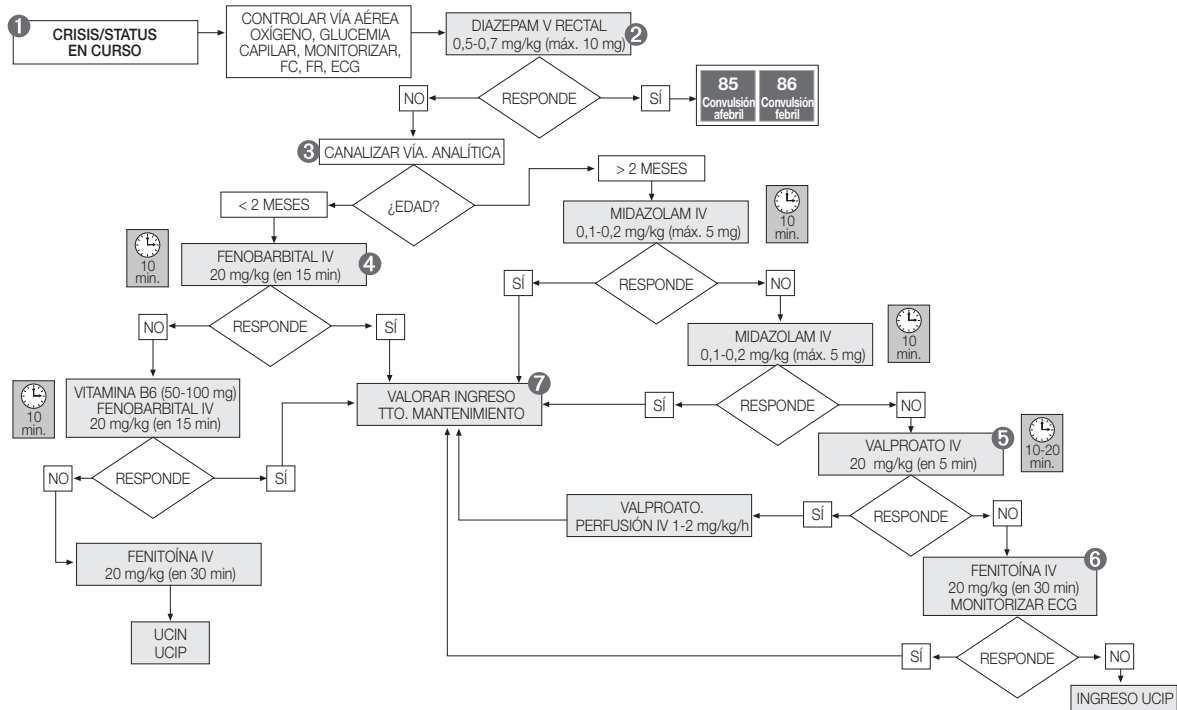 1
CRISIS/STATUS
EN CURSO
CONTROLAR VÍA AÉREA
OXÍGENO, GLUCEMIA
CAPILAR, MONITORIZAR,
FC, FR, ECG
DIAZEPAM V RECTAL
0,5-0,7 mg/kg (máx. 10 mg)
2
RESPONDE
NO
SÍ
85
Convulsión
afebril
86
Convulsión
febril
3
CANALIZAR VÍA. ANALÍTICA
¿EDAD?
< 2 MESES
> 2 MESES
10
min.
FENOBARBITAL IV
20 mg/kg (en 15 min)
4
RESPONDE
NO
SÍ
10
min.
VITAMINA B6 (50-100 mg)
FENOBARBITAL IV
20 mg/kg (en 15 min)
RESPONDE
NO
SÍ
FENITOÍNA IV
20 mg/kg (en 30 min)
UCIN
UCIP
MIDAZOLAM IV
0,1-0,2 mg/kg (máx. 5 mg)
10
min.
RESPONDE
SÍ
NO
MIDAZOLAM IV
0,1-0,2 mg/kg (máx. 5 mg)
10
min.
RESPONDE
SÍ
NO
7
VALORAR INGRESO
TTO. MANTENIMIENTO
VALPROATO IV
20 mg/kg (en 5 min)
5
10-20
min.
RESPONDE
SÍ
NO
VALPROATO.
PERFUSIÓN IV 1-2 mg/kg/h
FENITOÍNA IV
20 mg/kg (en 30 min)
MONITORIZAR ECG
6
RESPONDE
SÍ
NO
INGRESO UCIP